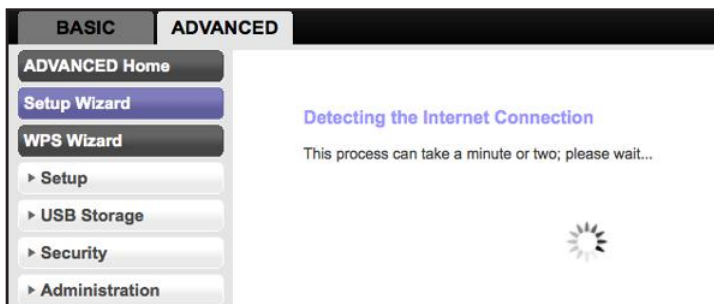 BASIC
ADVANCED
ADVANCED Home
Setup Wizard
WPS Wizard
Setup
USB Storage
Security
Administration
Detecting the Internet Connection
This process can take a minute or two; please wait...